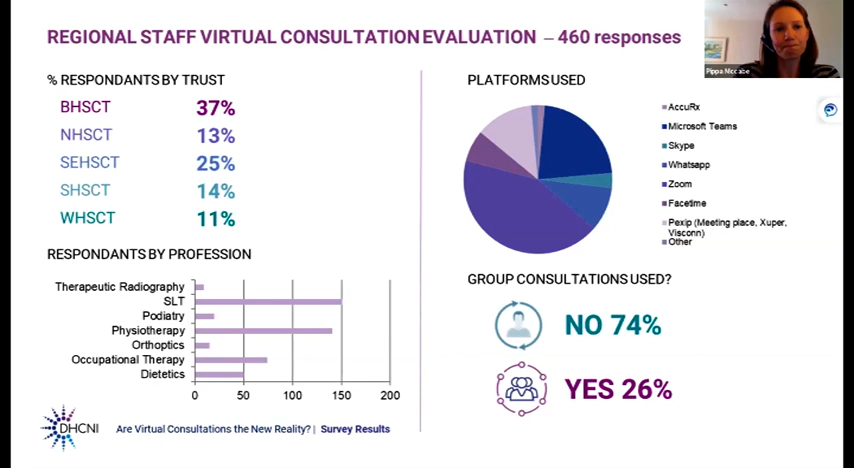 REGIONAL STAFF VIRTUAL CONSULTATION EVALUATION – 460 responses
Pippa Mccabe
% RESPONDANTS BY TRUST
BHSCT 37%
NHSCT 13%
SEHSCT 25%
SHSCT 14%
WHSCT 11%
RESPONDANTS BY PROFESSION
Therapeutic Radiography
SLT
Podiatry
Physiotherapy
Orthoptics
Occupational Therapy
Dietetics
0 50 100 150 200
PLATFORMS USED
AccuRx
Microsoft Teams
Skype
Whatsapp
Zoom
Facetime
Pexip (Meeting place, Xuper,
Visconn)
Other
GROUP CONSULTATIONS USED?
NO 74%
YES 26%
DHCNI
Are Virtual Consultations the New Reality? | Survey Results